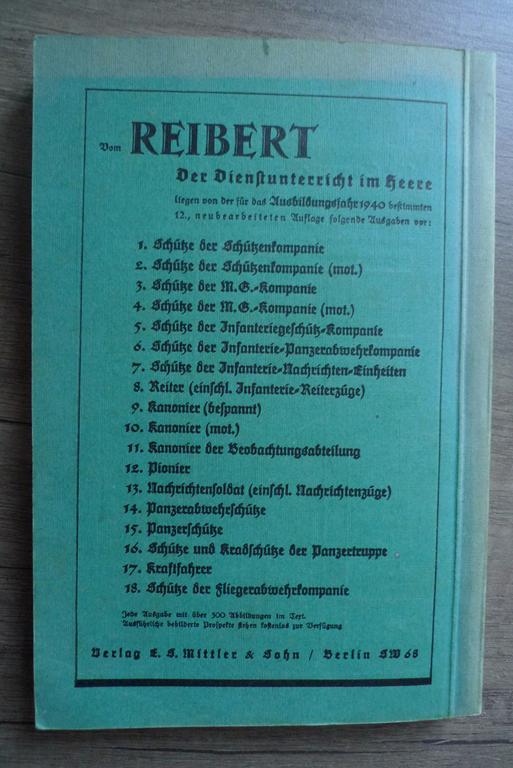 Vom REIBERT
Der Dienstunterricht im Heere
liegen von der für das Ausbildungsjahr 1940 bestimmten
12., neubearbeiteten Auflage folgende Ausgaben vor:
1. Schütze der Schützenkompanie
2. Schütze der Schützenkompanie (mot.)
3. Schütze der M.G.-Kompanie
4. Schütze der M.G.-Kompanie (mot.)
5. Schütze der Infanteriegeschütz-Kompanie
6. Schütze der Infanterie-Panzerabwehrkompanie
7. Schütze der Infanterie-Nachrichten-Einheiten
8. Reiter (einschl. Infanterie-Reiterzüge)
9. Kanonier (bespannt)
10. Kanonier (mot.)
11. Kanonier der Beobachtungsabteilung
12. Pionier
13. Nachrichtensoldat (einschl. Nachrichtenzüge)
14. Panzerabwehrschütze
15. Panzerschütze
16. Schütze und Kradschütze der Panzertruppe
17. Kraftfahrer
18. Schütze der Fliegerabwehrkompanie
Jede Ausgabe mit über 300 Abbildungen im Text.
Ausführliche bebilderte Prospekte stehen kostenlos zur Verfügung
Verlag E. S. Mittler & Sohn / Berlin SW 68